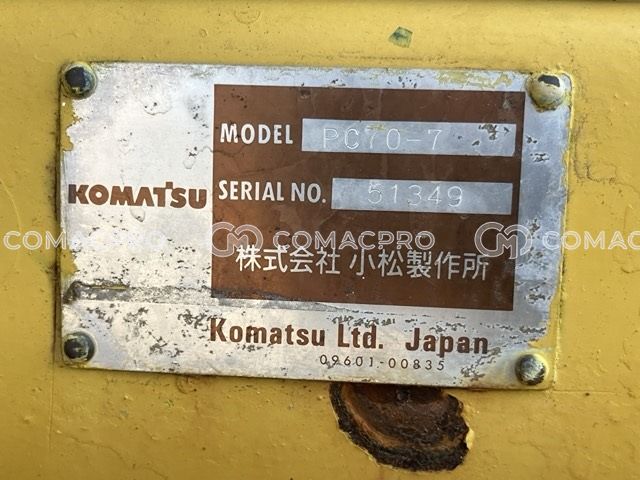 MODEL PC70-7
KOMATSU
SERIAL NO. 51349
COMACPRO COMACPRO COMACPRO
株式会社 小松製作所
Komatsu Ltd. Japan
09601-00835